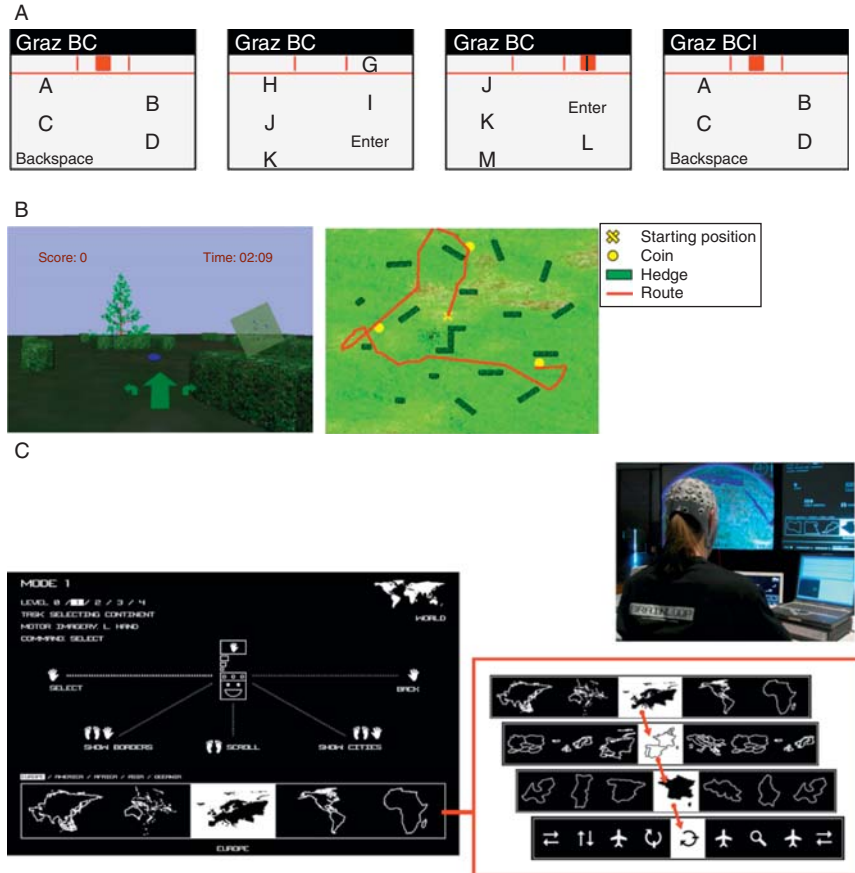 A
Graz BC
A
B
C
D
Backspace
Graz BC
G
H
I
J
Enter
K
Graz BC
I
J
Enter
K
L
M
Graz BCI
A
B
C
D
Backspace
B
Score: 0 Time: 02:09
Starting position
Coin
Hedge
Route
C
MODE 1
LEVEL 0 /1/ 2 / 3 / 4
TASK: SELECTING CONTINENT
MOTOR IMAGERY: L. HAND
COMMAND: SELECT
WORLD
SELECT
BACK
SHOW BORDERS
SCROLL
SHOW CITIES
EUROPE / AMERICA / AFRICA / ASIA / OCEANIA
EUROPE
BRAINLOOP